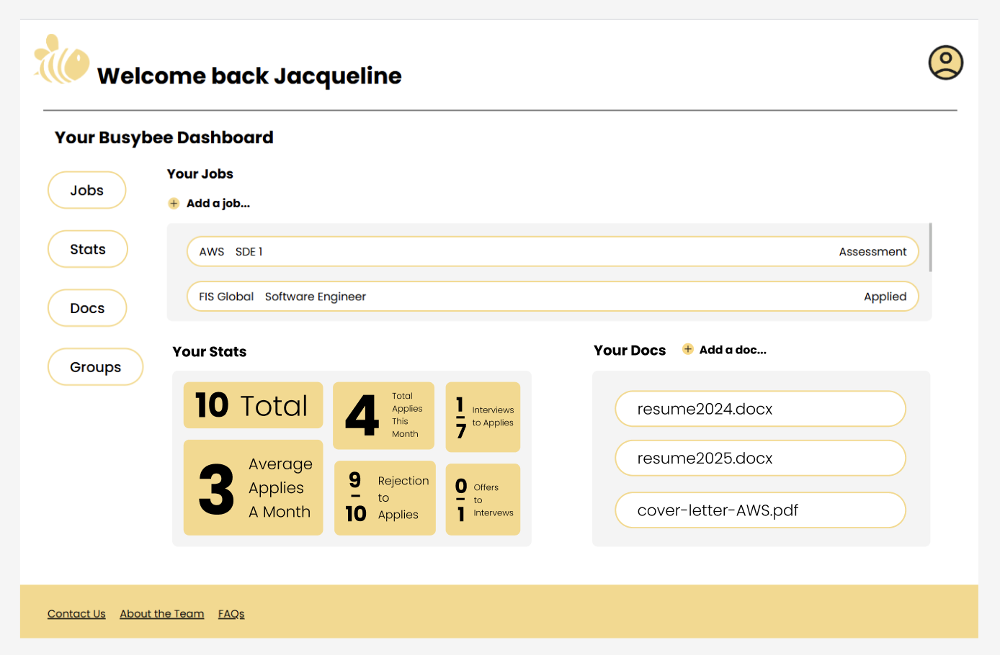 Welcome back Jacqueline
Your Busybee Dashboard
Jobs
Stats
Docs
Groups
Your Jobs
+ Add a job...
AWS SDE 1 Assessment
FIS Global Software Engineer Applied
Your Stats
10 Total
3
Average
Applies
A Month
4
Total
Applies
This
Month
9
–
10
Rejection
to
Applies
1
–
7
Interviews
to Applies
0
–
1
Offers
to
Intervews
Your Docs
+ Add a doc...
resume2024.docx
resume2025.docx
cover-letter-AWS.pdf
Contact Us About the Team FAQs